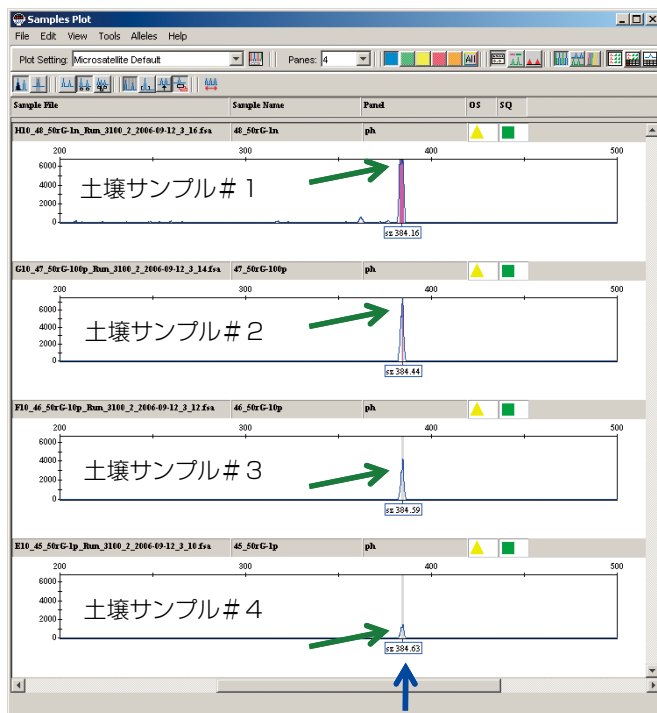 Samples Plot
File Edit View Tools Alleles Help
Plot Setting: Microsatellite Default Panes: 4 All
Sample File Sample Name Panel OS SQ
H10_48_50rG-1n_Run_3100_2_2006-09-12_3_16.fsa 48_50rG-1n ph
200 300 400 500
6000
4000
2000
0
土壌サンプル＃1
sz 384.16
G10_47_50rG-100p_Run_3100_2_2006-09-12_3_14.fsa 47_50rG-100p ph
200 300 400 500
6000
4000
2000
0
土壌サンプル＃2
sz 384.44
F10_46_50rG-10p_Run_3100_2_2006-09-12_3_12.fsa 46_50rG-10p ph
200 300 400 500
6000
4000
2000
0
土壌サンプル＃3
sz 384.59
E10_45_50rG-1p_Run_3100_2_2006-09-12_3_10.fsa 45_50rG-1p ph
200 300 400 500
6000
4000
2000
0
土壌サンプル＃4
sz 384.63